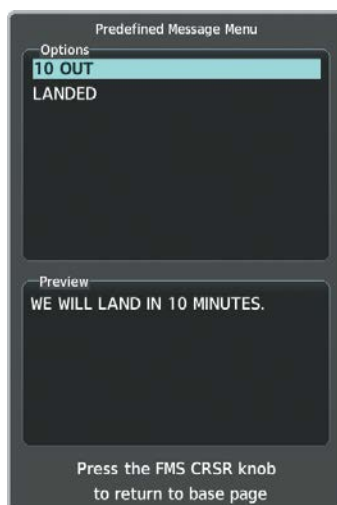 Predefined Message Menu
Options
10 OUT
LANDED
Preview
WE WILL LAND IN 10 MINUTES.
Press the FMS CRSR knob
to return to base page